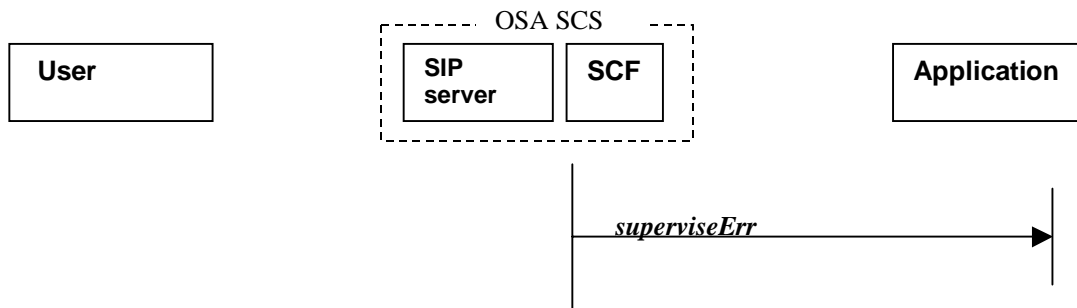 OSA SCS
User
SIP
server
SCF
Application
superviseErr